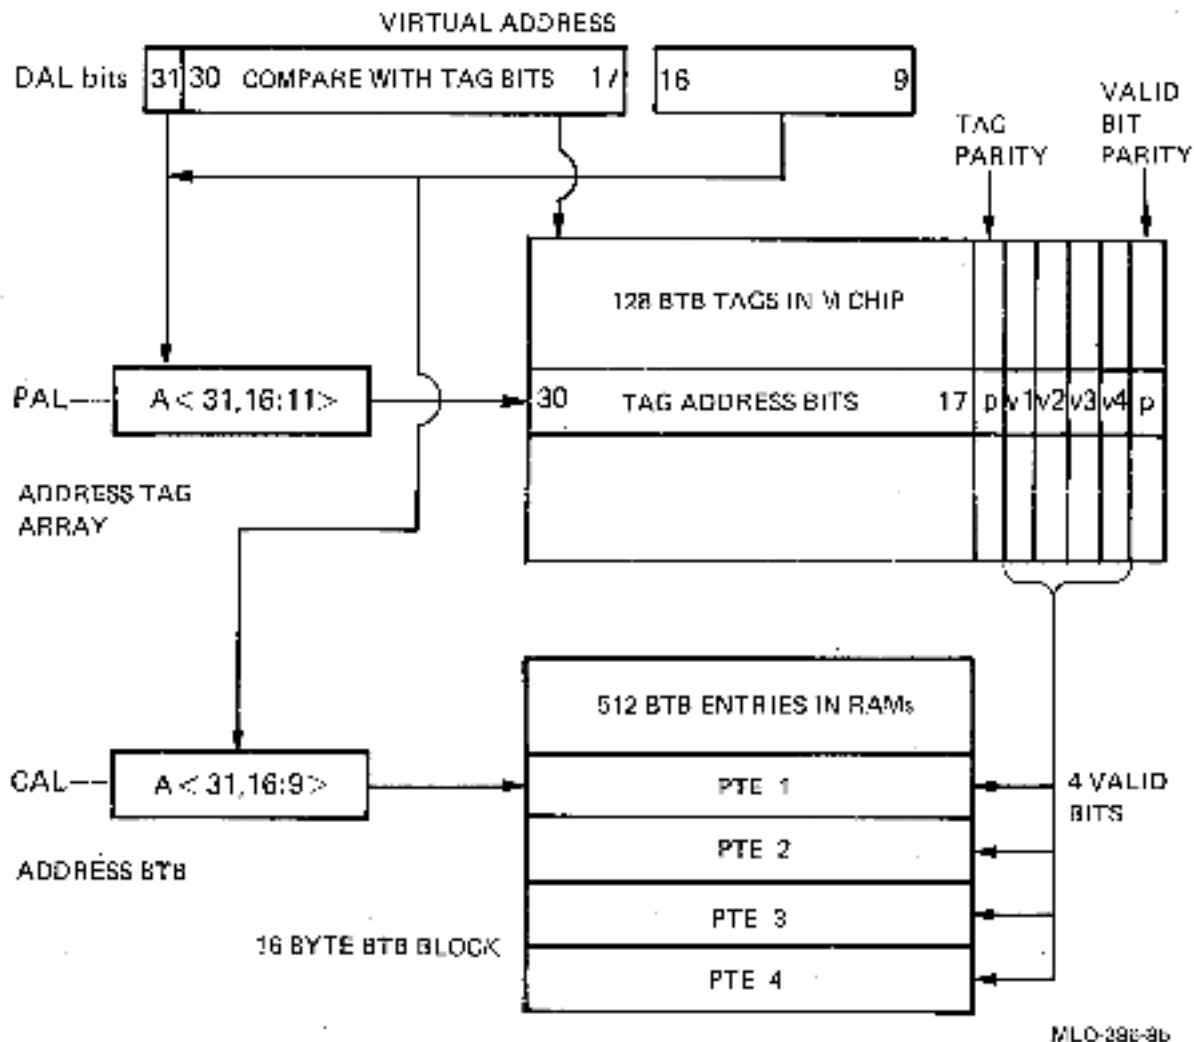 VIRTUAL ADDRESS
DAL bits 31 30 COMPARE WITH TAG BITS 17 16 9
TAG PARITY
VALID BIT PARITY
128 BTB TAGS IN M CHIP
PAL A < 31,16:11> 30 TAG ADDRESS BITS 17 p v1 v2 v3 v4 p
ADDRESS TAG
ARRAY
512 BTB ENTRIES IN RAMs
CAL A < 31,16:9> PTE 1
4 VALID
BITS
PTE 2
ADDRESS BTB
PTE 3
16 BYTE BTB BLOCK
PTE 4